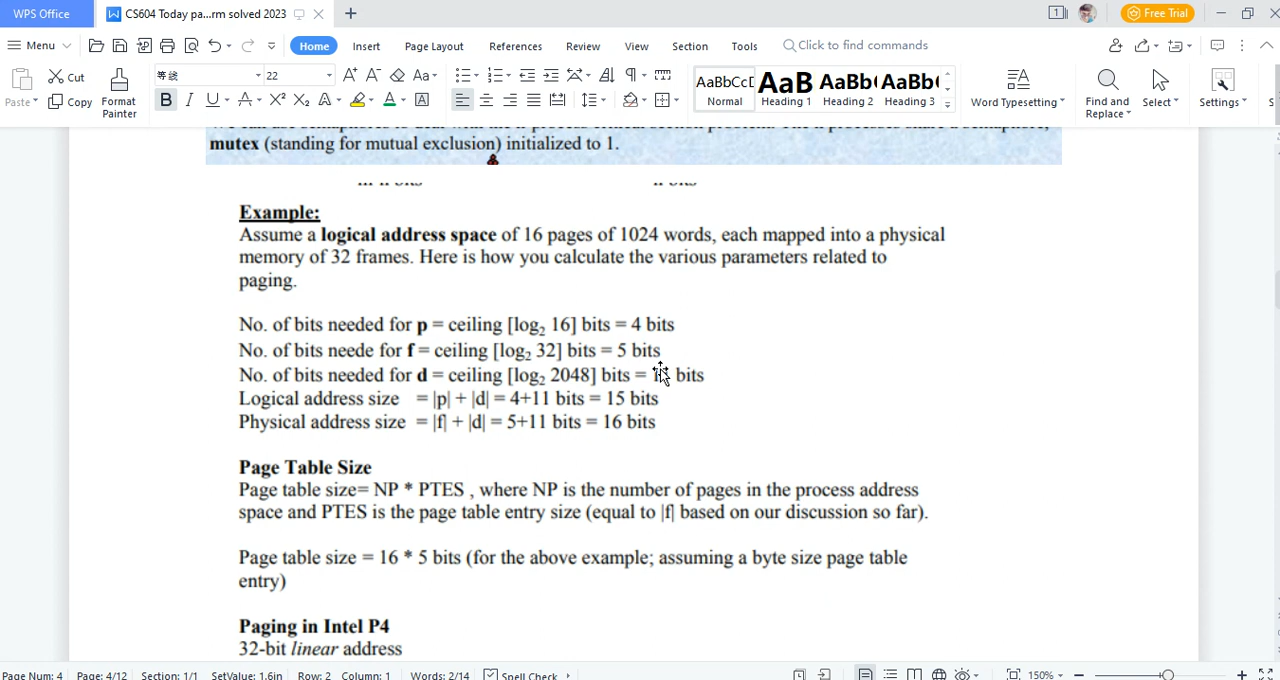 WPS Office
CS604 Today pa...rm solved 2023
Free Trial
Menu
Home
Insert
Page Layout
References
Review
View
Section
Tools
Click to find commands
Paste
Cut
Copy
Format
Painter
22
AaBbCcD
Normal
AaB
Heading 1
AaBb
Heading 2
AaBb
Heading 3
Word Typesetting
Find and
Replace
Select
Settings
mutex (standing for mutual exclusion) initialized to 1.
Example:
Assume a logical address space of 16 pages of 1024 words, each mapped into a physical
memory of 32 frames. Here is how you calculate the various parameters related to
paging.
No. of bits needed for p = ceiling [log₂ 16] bits = 4 bits
No. of bits neede for f = ceiling [log₂ 32] bits = 5 bits
No. of bits needed for d = ceiling [log₂ 2048] bits = bits
Logical address size = |p| + |d| = 4+11 bits = 15 bits
Physical address size = |f| + |d| = 5+11 bits = 16 bits
Page Table Size
Page table size= NP * PTES , where NP is the number of pages in the process address
space and PTES is the page table entry size (equal to |f| based on our discussion so far).
Page table size = 16 * 5 bits (for the above example; assuming a byte size page table
entry)
Paging in Intel P4
32-bit linear address
Page Num: 4 Page: 4/12 Section: 1/1 SetValue: 1.6in Row: 2 Column: 1 Words: 2/14 Spell Check 150%